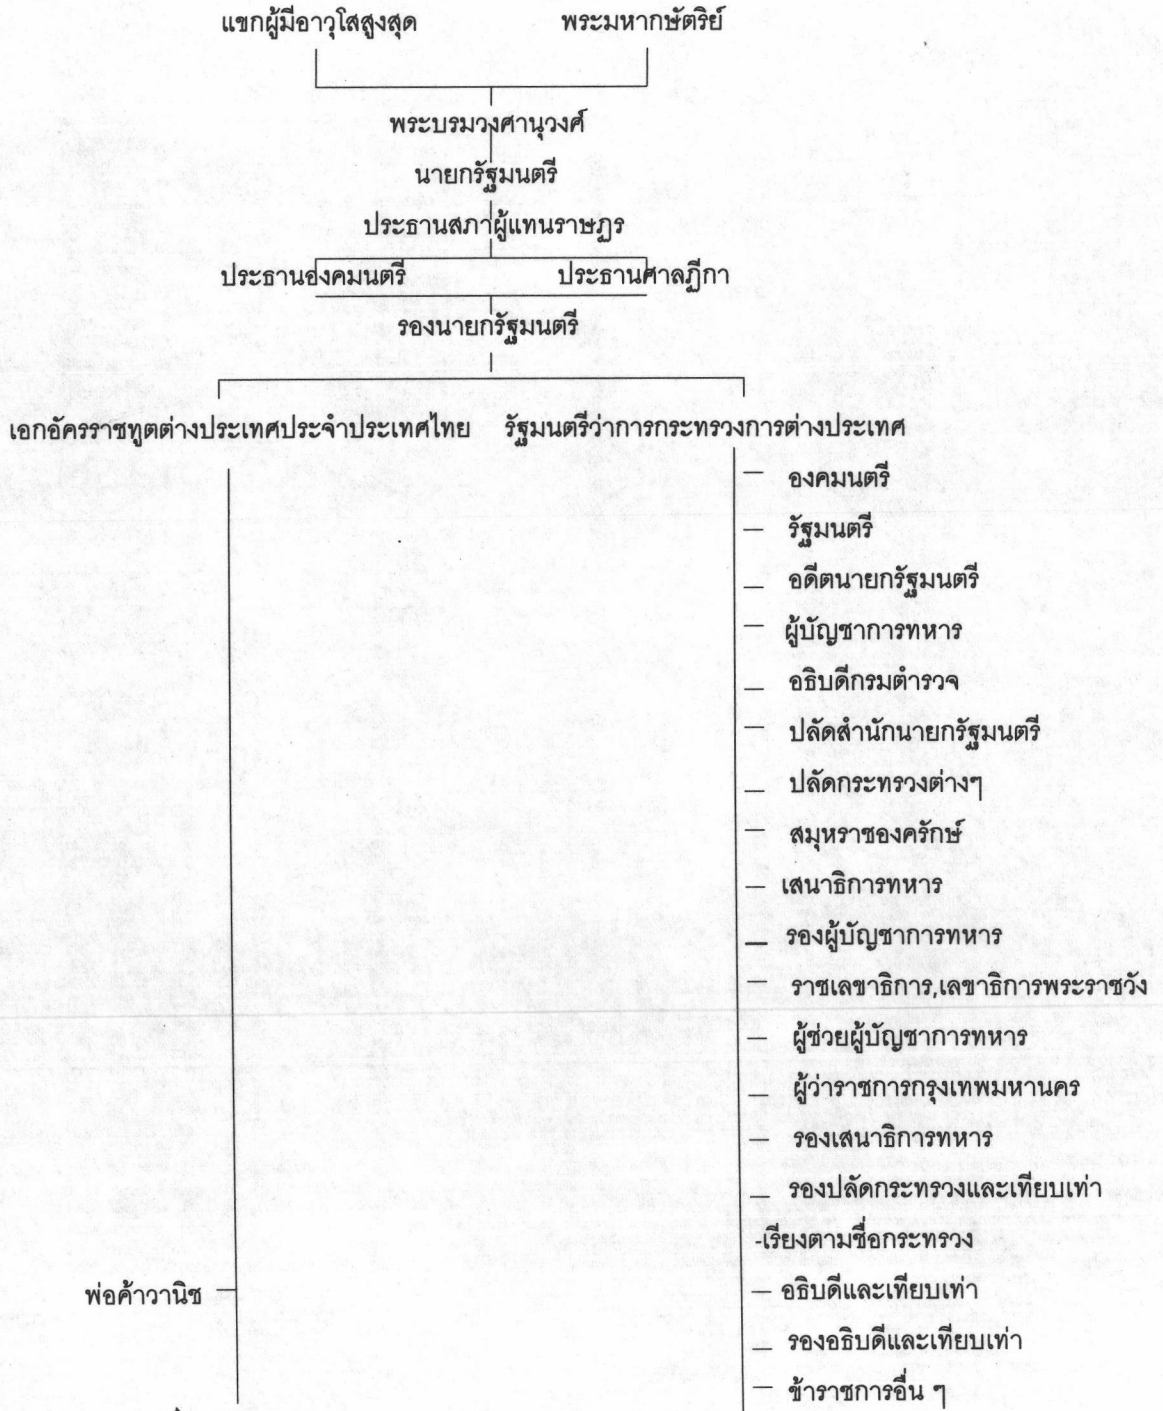 แขกผู้มีอาวุโสสูงสุด พระมหากษัตริย์
พระบรมวงศานุวงศ์
นายกรัฐมนตรี
ประธานสภาผู้แทนราษฎร
ประธานองคมนตรี ประธานศาลฎีกา
รองนายกรัฐมนตรี
เอกอัครราชทูตต่างประเทศประจำประเทศไทย รัฐมนตรีว่าการกระทรวงการต่างประเทศ
— องคมนตรี
— รัฐมนตรี
— อดีตนายกรัฐมนตรี
— ผู้บัญชาการทหาร
— อธิบดีกรมตำรวจ
— ปลัดสำนักนายกรัฐมนตรี
— ปลัดกระทรวงต่างๆ
— สมุหราชองครักษ์
— เสนาธิการทหาร
— รองผู้บัญชาการทหาร
— ราชเลขาธิการ,เลขาธิการพระราชวัง
— ผู้ช่วยผู้บัญชาการทหาร
— ผู้ว่าราชการกรุงเทพมหานคร
— รองเสนาธิการทหาร
— รองปลัดกระทรวงและเทียบเท่า
-เรียงตามชื่อกระทรวง
พ่อค้าวานิช — — อธิบดีและเทียบเท่า
— รองอธิบดีและเทียบเท่า
— ข้าราชการอื่น ๆ